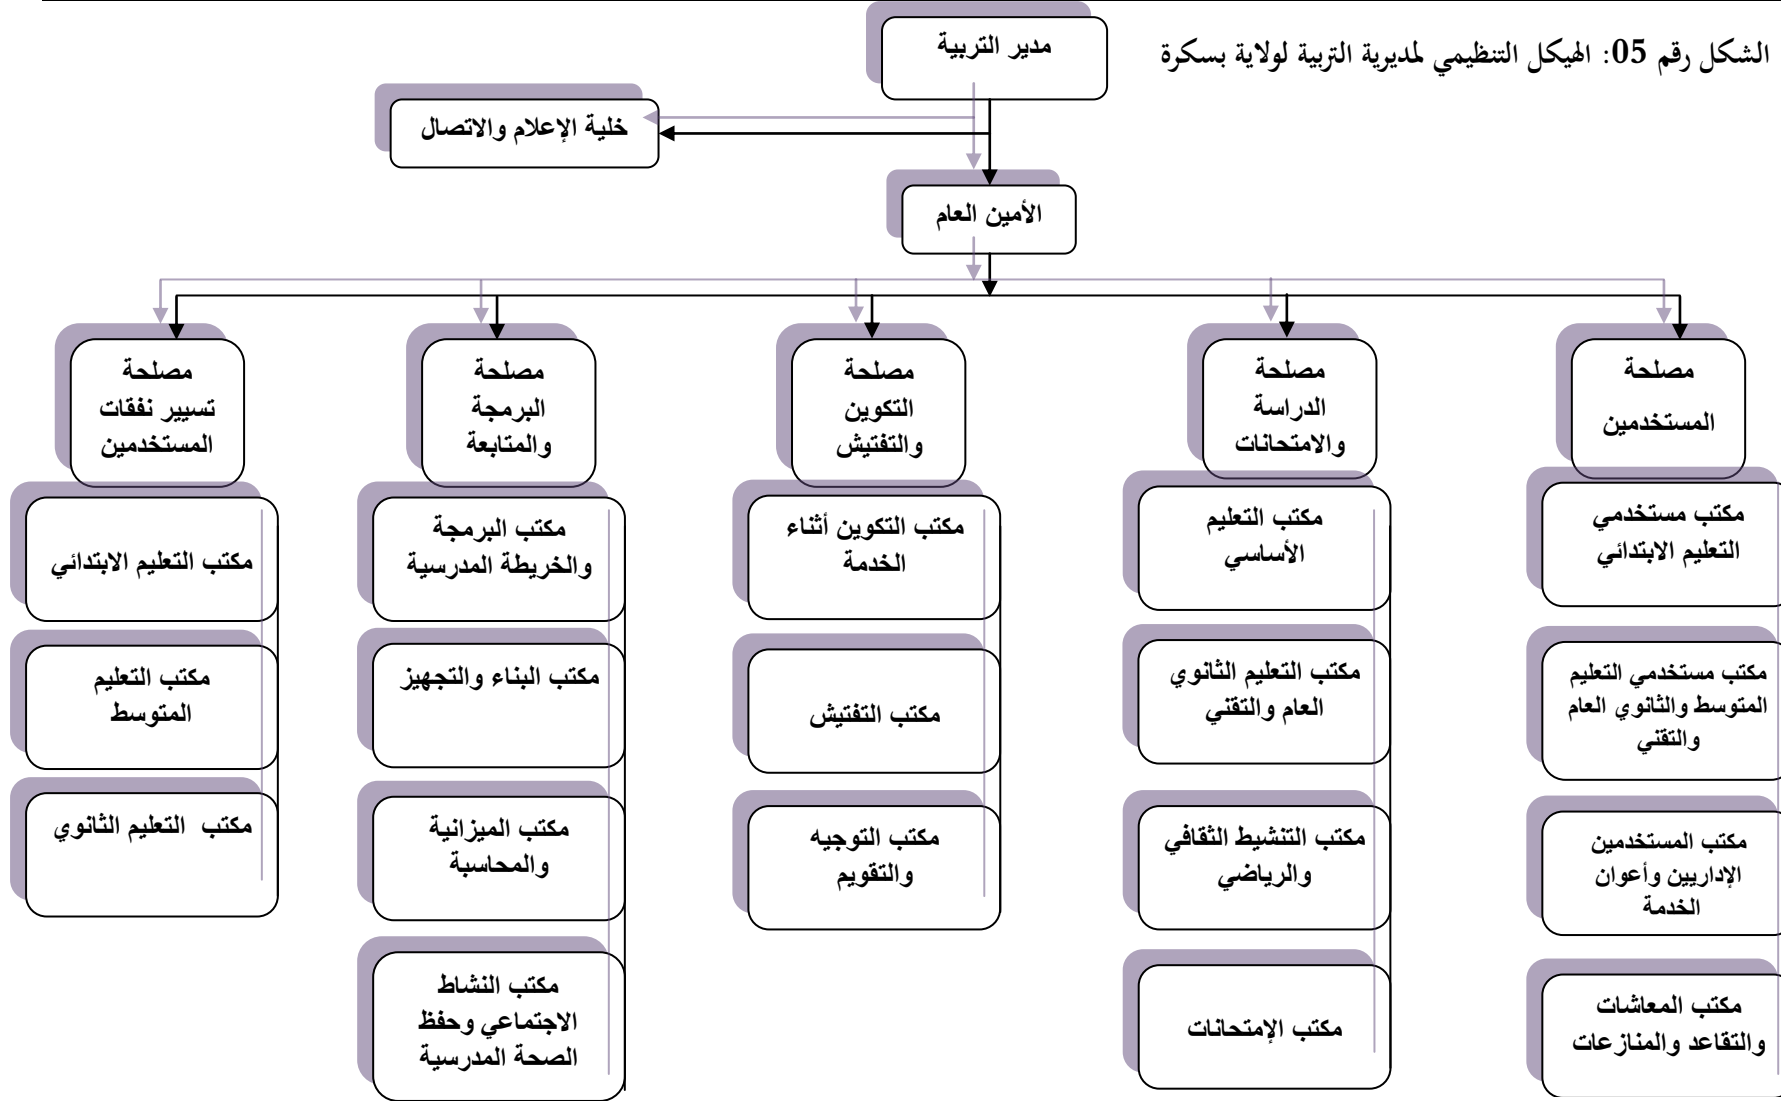 الشكل رقم 05: الهيكل التنظيمي لمديرية التربية لولاية بسكرة
مدير التربية
خلية الإعلام والاتصال
الأمين العام
مصلحة
المستخدمين
مصلحة
الدراسة
والامتحانات
مصلحة
التكوين
والتفتيش
مصلحة
البرمجة
والمتابعة
مصلحة
تسيير نفقات
المستخدمين
مكتب مستخدمي
التعليم الابتدائي
مكتب مستخدمي التعليم
المتوسط والثانوي العام
والتقني
مكتب المستخدمين
الإداريين وأعوان
الخدمة
مكتب المعاشات
والتقاعد والمنازعات
مكتب التعليم
الأساسي
مكتب التعليم الثانوي
العام والتقني
مكتب التنشيط الثقافي
والرياضي
مكتب الإمتحانات
مكتب التكوين أثناء
الخدمة
مكتب التفتيش
مكتب التوجيه
والتقويم
مكتب البرمجة
والخريطة المدرسية
مكتب البناء والتجهيز
مكتب الميزانية
والمحاسبة
مكتب النشاط
الاجتماعي وحفظ
الصحة المدرسية
مكتب التعليم الابتدائي
مكتب التعليم
المتوسط
مكتب التعليم الثانوي